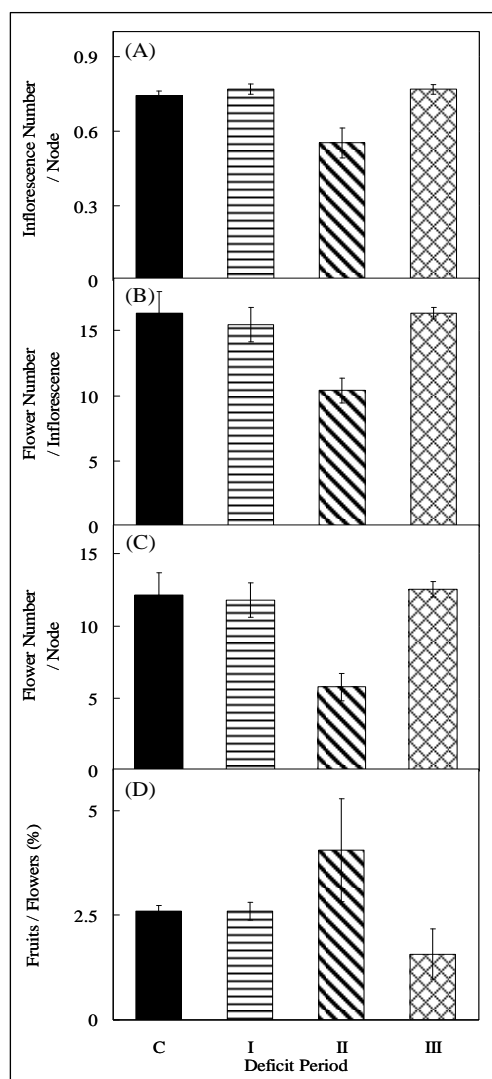 (A)
0.9
0.6
0.3
0
Inflorescence Number
/ Node
(B)
15
10
5
0
Flower Number
/ Inflorescence
(C)
15
10
5
0
Flower Number
/ Node
(D)
5
2.5
0
Fruits / Flowers (%)
C I II III
Deficit Period